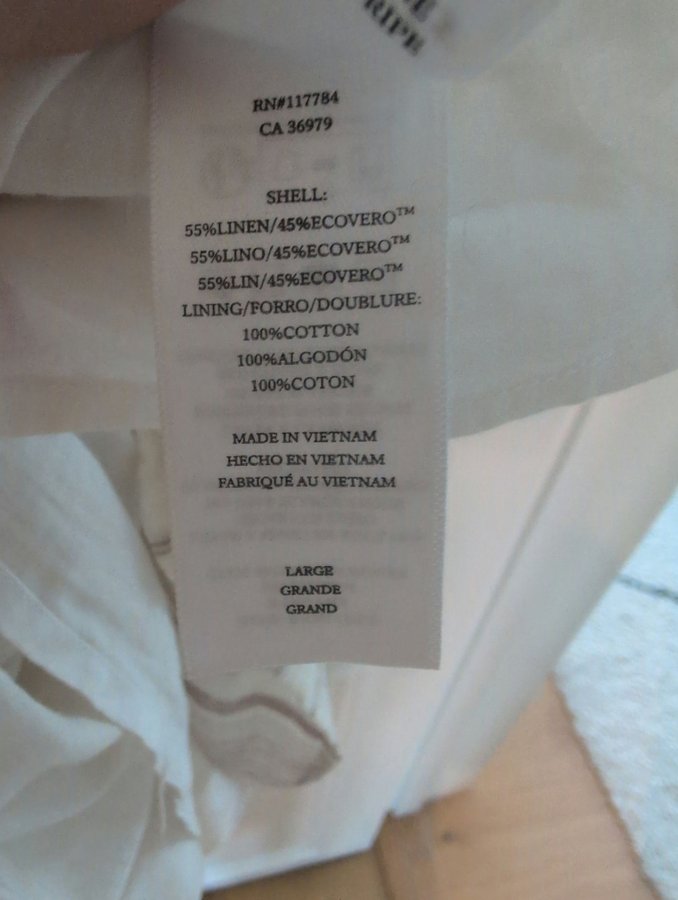 RIPE
RN#117784
CA 36979
SHELL:
55%LINEN/45%ECOVERO™
55%LINO/45%ECOVERO™
55%LIN/45%ECOVERO™
LINING/FORRO/DOUBLURE:
100%COTTON
100%ALGODÓN
100%COTON
MADE IN VIETNAM
HECHO EN VIETNAM
FABRIQUÉ AU VIETNAM
LARGE
GRANDE
GRAND